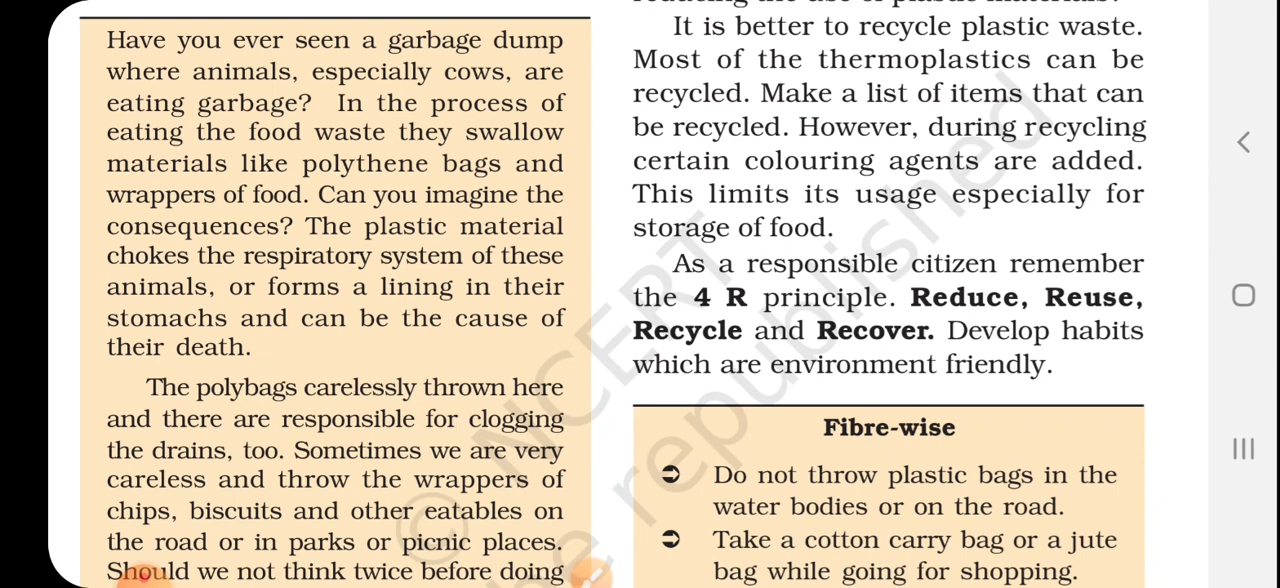 Have you ever seen a garbage dump
where animals, especially cows, are
eating garbage? In the process of
eating the food waste they swallow
materials like polythene bags and
wrappers of food. Can you imagine the
consequences? The plastic material
chokes the respiratory system of these
animals, or forms a lining in their
stomachs and can be the cause of
their death.
The polybags carelessly thrown here
and there are responsible for clogging
the drains, too. Sometimes we are very
careless and throw the wrappers of
chips, biscuits and other eatables on
the road or in parks or picnic places.
Should we not think twice before doing
reducing the use of plastic materials.
It is better to recycle plastic waste.
Most of the thermoplastics can be
recycled. Make a list of items that can
be recycled. However, during recycling
certain colouring agents are added.
This limits its usage especially for
storage of food.
As a responsible citizen remember
the 4 R principle. Reduce, Reuse,
Recycle and Recover. Develop habits
which are environment friendly.
Fibre-wise
➲ Do not throw plastic bags in the
water bodies or on the road.
➲ Take a cotton carry bag or a jute
bag while going for shopping.
© NCERT
be republished